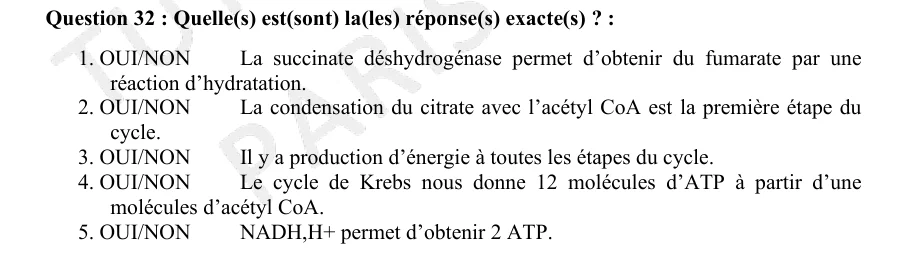 Question 32 : Quelle(s) est(sont) la(les) réponse(s) exacte(s) ? :
1. OUI/NON La succinate déshydrogénase permet d'obtenir du fumarate par une
réaction d'hydratation.
2. OUI/NON La condensation du citrate avec l'acétyl CoA est la première étape du
cycle.
3. OUI/NON Il y a production d'énergie à toutes les étapes du cycle.
4. OUI/NON Le cycle de Krebs nous donne 12 molécules d'ATP à partir d'une
molécules d'acétyl CoA.
5. OUI/NON NADH,H+ permet d'obtenir 2 ATP.